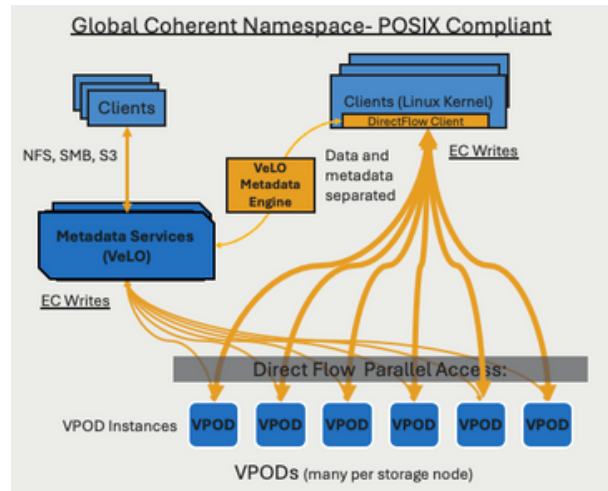 Global Coherent Namespace- POSIX Compliant
Clients
Clients (Linux Kernel)
DirectFlow Client
NFS, SMB, S3
EC Writes
VeLO
Metadata
Engine
Data and
metadata
separated
Metadata Services
(VeLO)
EC Writes
Direct Flow Parallel Access:
VPOD Instances
VPOD
VPOD
VPOD
VPOD
VPOD
VPOD
VPODs (many per storage node)